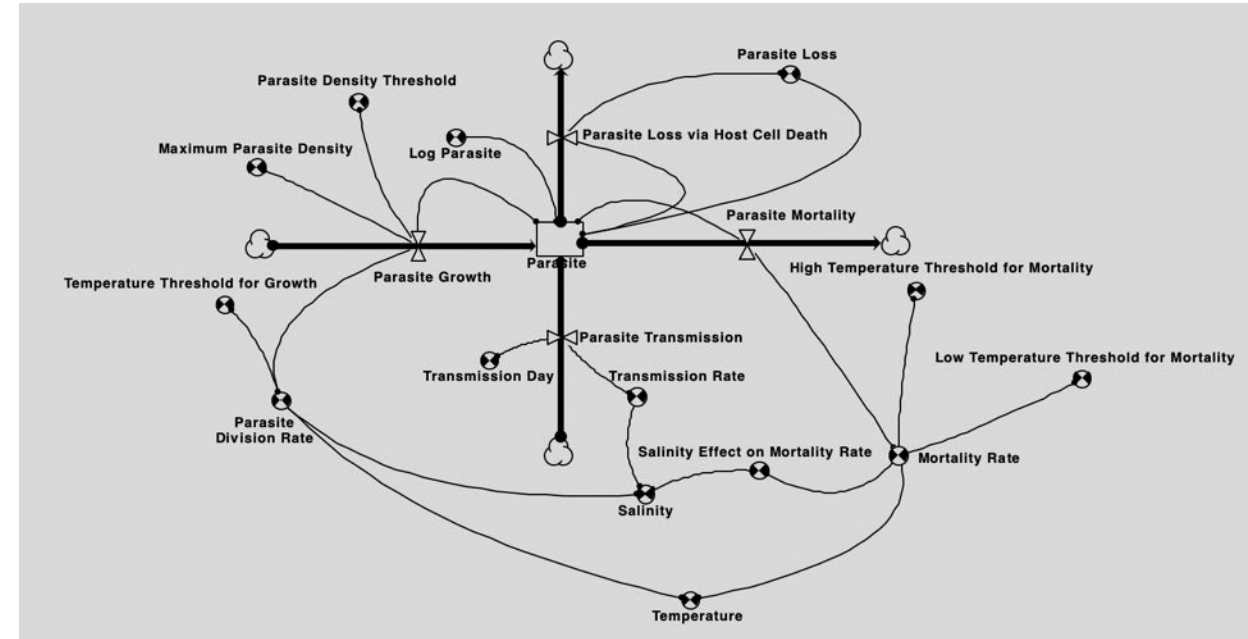 Parasite Loss
Parasite Density Threshold
Parasite Loss via Host Cell Death
Maximum Parasite Density
Log Parasite
Parasite Mortality
Parasite
Parasite Growth
High Temperature Threshold for Mortality
Temperature Threshold for Growth
Parasite Transmission
Low Temperature Threshold for Mortality
Transmission Day
Transmission Rate
Parasite
Division Rate
Salinity Effect on Mortality Rate
Mortality Rate
Salinity
Temperature